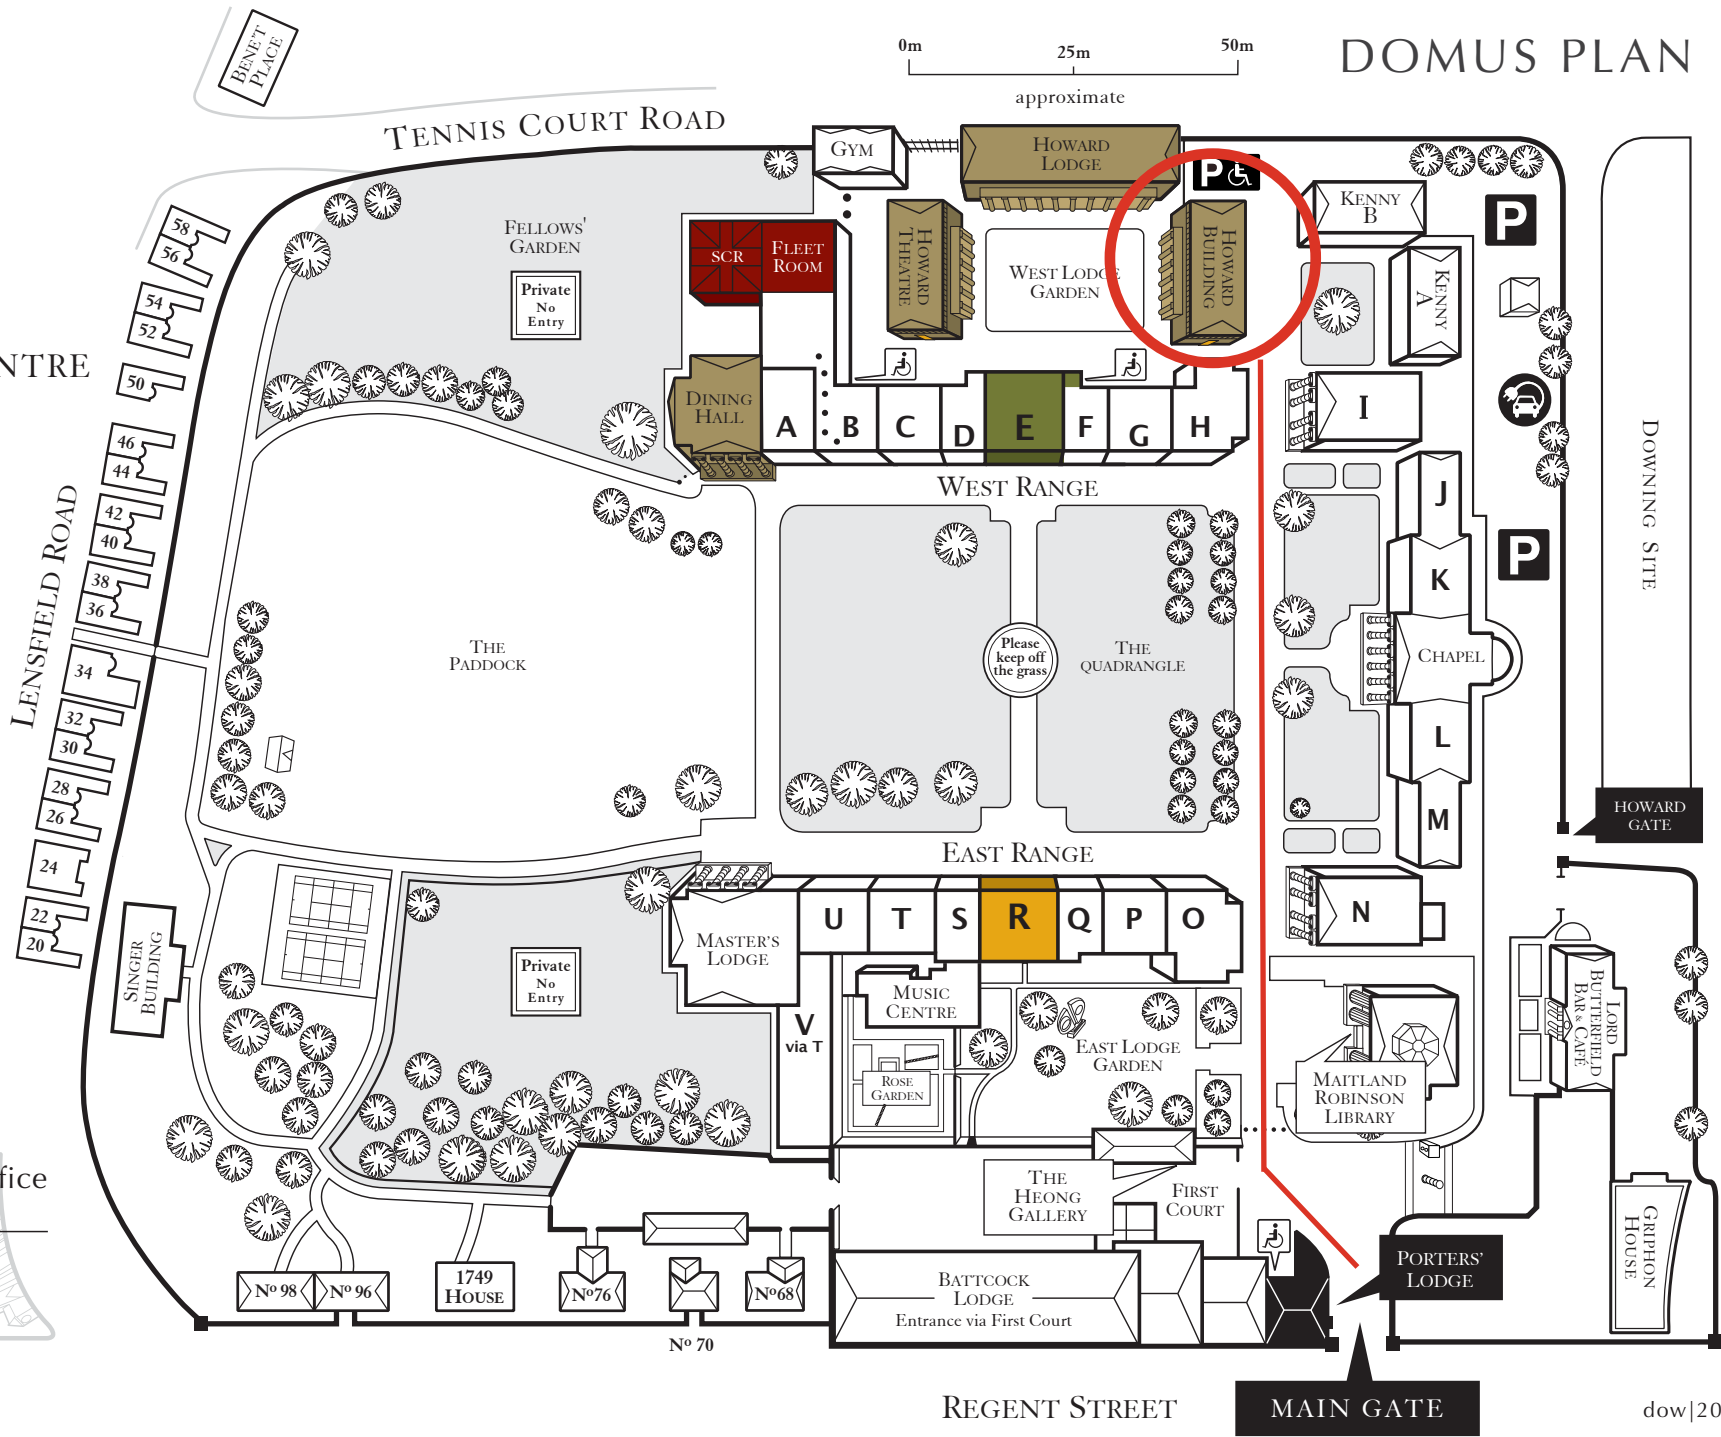 DOMUS PLAN
0m
25m
50m
approximate
BENE'T
PLACE
TENNIS COURT ROAD
GYM
HOWARD
LODGE
P
KENNY
B
P
58
56
FELLOWS'
GARDEN
SCR
FLEET
ROOM
HOWARD
THEATRE
WEST LODGE
GARDEN
HOWARD
BUILDING
KENNY
A
Private
No
Entry
54
52
NTRE
50
DINING
HALL
A
B
C
D
E
F
G
H
I
46
44
WEST RANGE
J
DOWNING SITE
LENSFIELD ROAD
42
40
P
38
36
K
THE
PADDOCK
Please
keep off
the grass
THE
QUADRANGLE
CHAPEL
34
32
30
L
28
26
M
HOWARD
GATE
EAST RANGE
24
22
20
U
T
S
R
Q
P
O
N
MASTER'S
LODGE
SINGER
BUILDING
Private
No
Entry
MUSIC
CENTRE
V
via T
EAST LODGE
GARDEN
ROSE
GARDEN
LORD
BUTTERFIELD
BAR & CAFÉ
MAITLAND
ROBINSON
LIBRARY
fice
THE
HEONG
GALLERY
FIRST
COURT
GRIPHON
HOUSE
PORTERS'
LODGE
Nº 98
Nº 96
1749
HOUSE
Nº76
Nº68
Nº 70
BATTCOCK
LODGE
Entrance via First Court
REGENT STREET
MAIN GATE
dow|20